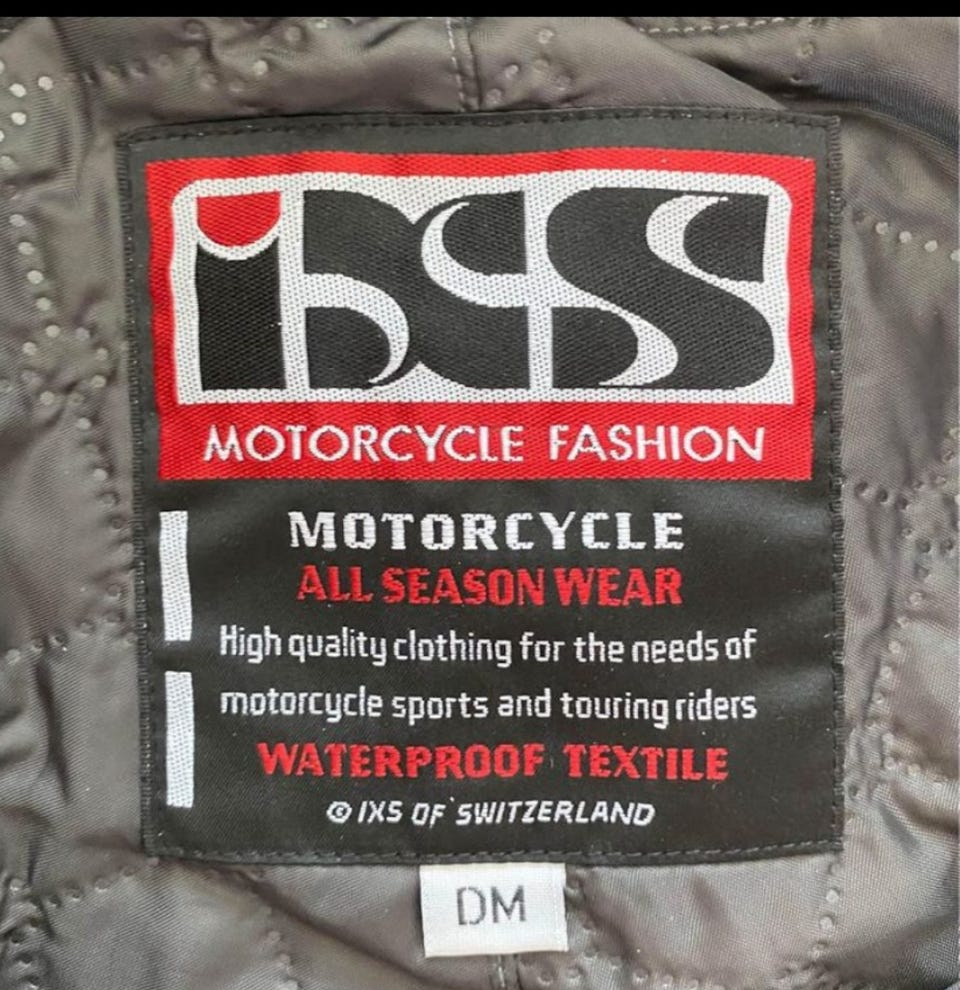 iXS
MOTORCYCLE FASHION
MOTORCYCLE
ALL SEASON WEAR
High quality clothing for the needs of
motorcycle sports and touring riders
WATERPROOF TEXTILE
© IXS OF SWITZERLAND
DM